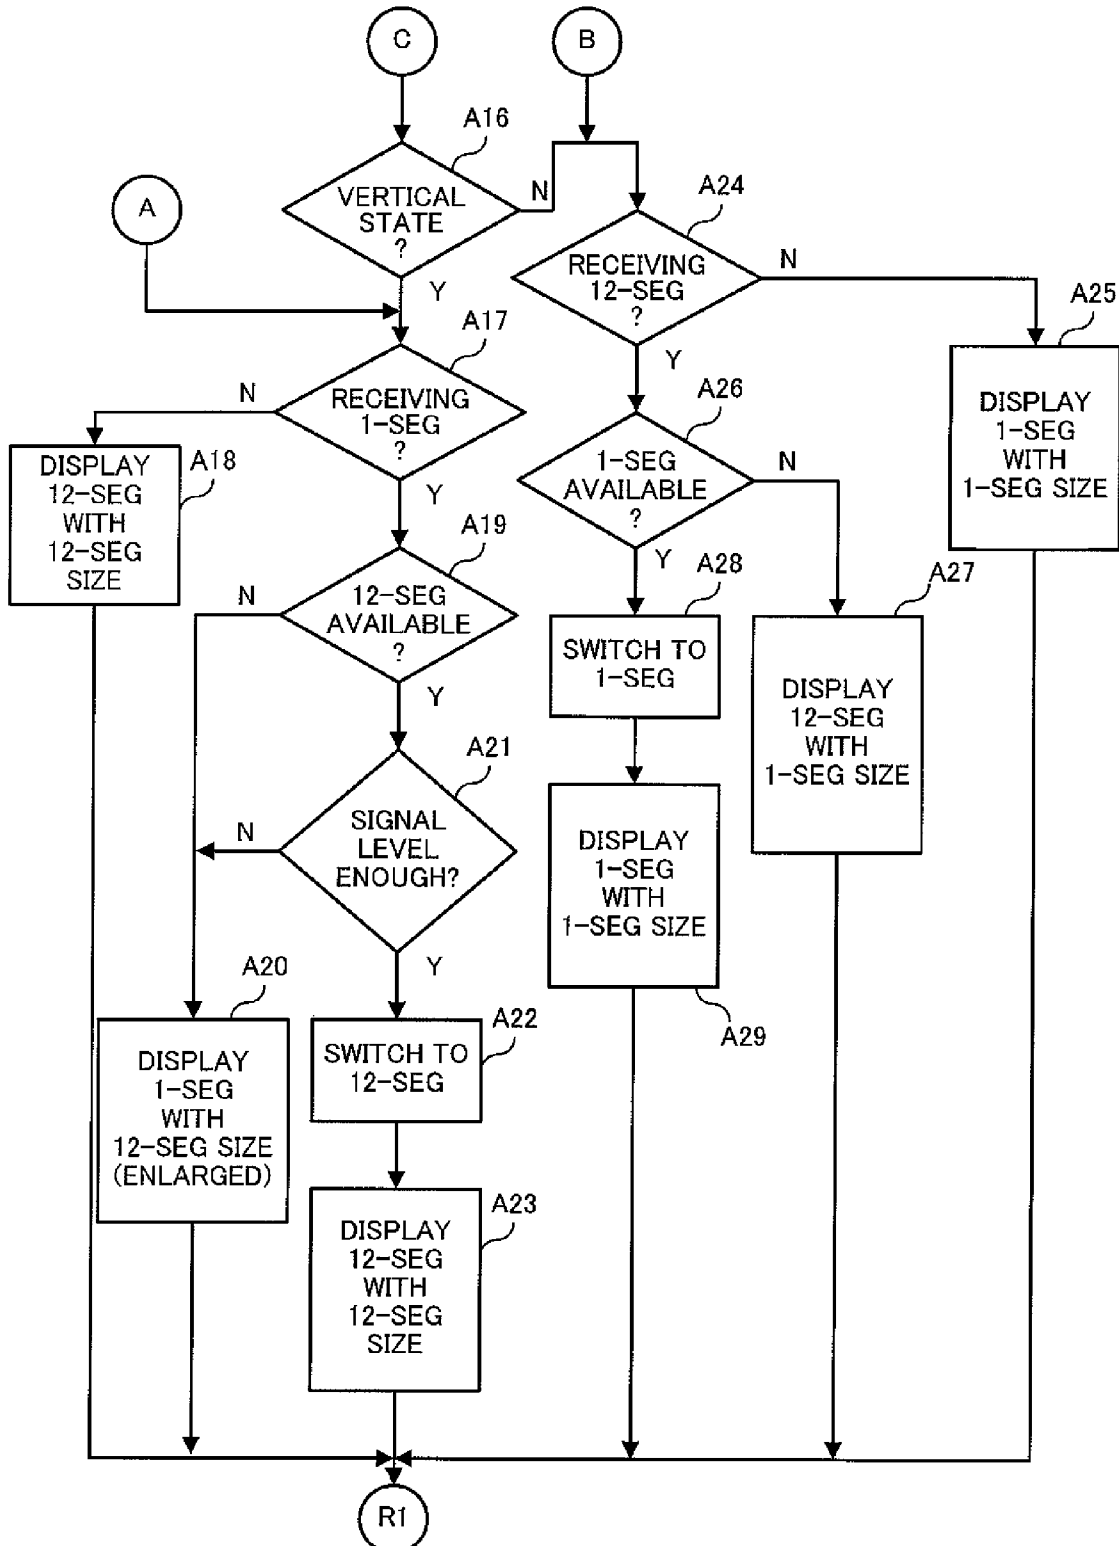 C
B
A16
VERTICAL
STATE
?
N
A
Y
A24
RECEIVING
12-SEG
?
N
Y
A17
RECEIVING
1-SEG
?
N
Y
A25
DISPLAY
1-SEG
WITH
1-SEG SIZE
A18
DISPLAY
12-SEG
WITH
12-SEG
SIZE
A26
1-SEG
AVAILABLE
?
N
Y
A19
12-SEG
AVAILABLE
?
N
Y
A28
SWITCH TO
1-SEG
A27
DISPLAY
12-SEG
WITH
1-SEG SIZE
A21
SIGNAL
LEVEL
ENOUGH?
N
Y
DISPLAY
1-SEG
WITH
1-SEG SIZE
A29
A20
DISPLAY
1-SEG
WITH
12-SEG SIZE
(ENLARGED)
A22
SWITCH TO
12-SEG
A23
DISPLAY
12-SEG
WITH
12-SEG
SIZE
R1